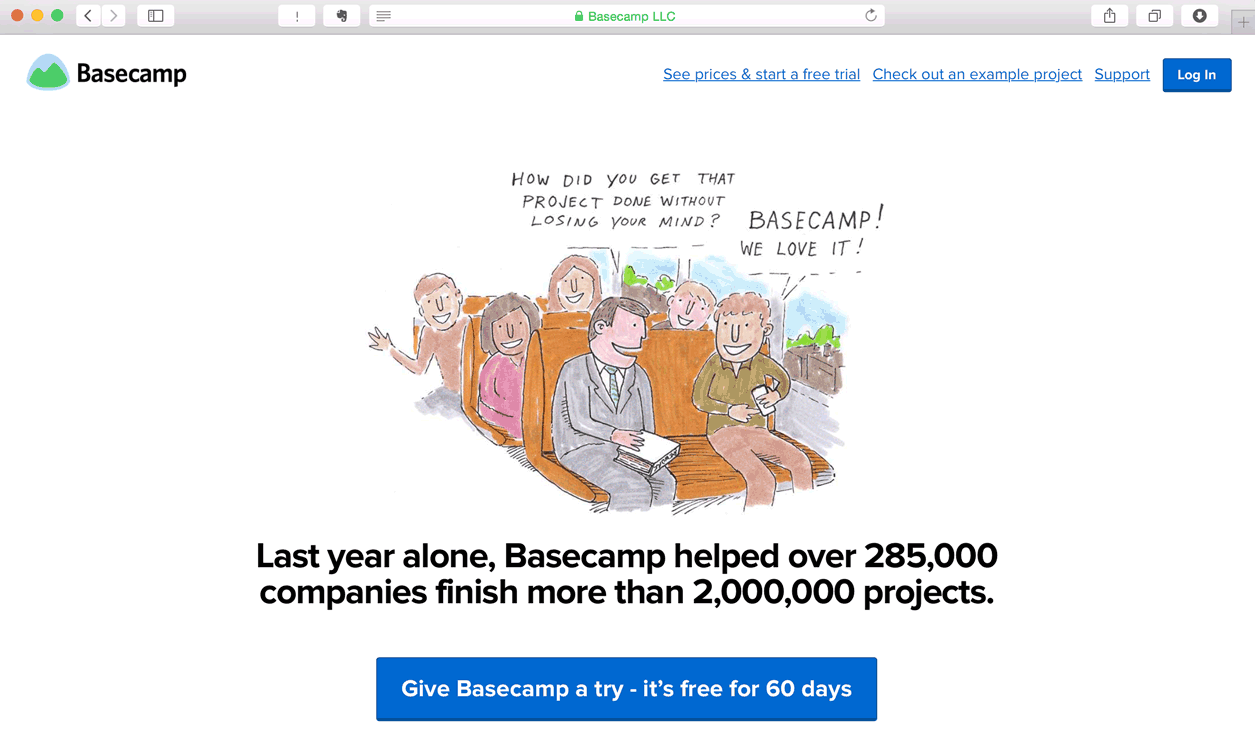 Basecamp LLC
Basecamp
See prices & start a free trial Check out an example project Support Log In
HOW DID YOU GET THAT
PROJECT DONE WITHOUT
LOSING YOUR MIND?
BASECAMP!
WE LOVE IT!
Last year alone, Basecamp helped over 285,000
companies finish more than 2,000,000 projects.
Give Basecamp a try - it’s free for 60 days